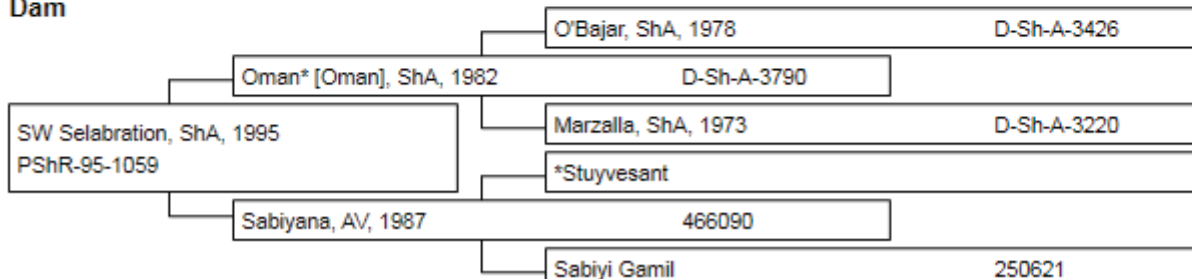 Dam
O'Bajar, ShA, 1978 D-Sh-A-3426
Oman* [Oman], ShA, 1982 D-Sh-A-3790
Marzalla, ShA, 1973 D-Sh-A-3220
SW Selabration, ShA, 1995
PShR-95-1059
*Stuyvesant
Sabiyana, AV, 1987 466090
Sabiyi Gamil 250621